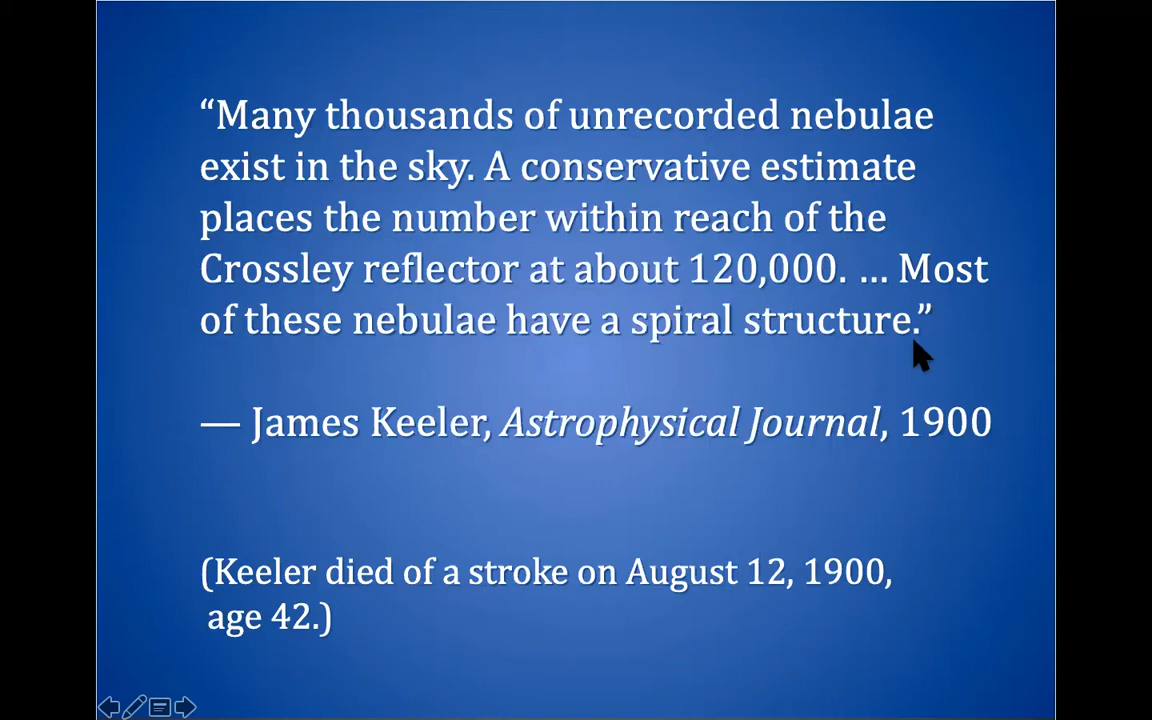 “Many thousands of unrecorded nebulae
exist in the sky. A conservative estimate
places the number within reach of the
Crossley reflector at about 120,000. … Most
of these nebulae have a spiral structure.”
— James Keeler, Astrophysical Journal, 1900
(Keeler died of a stroke on August 12, 1900,
age 42.)